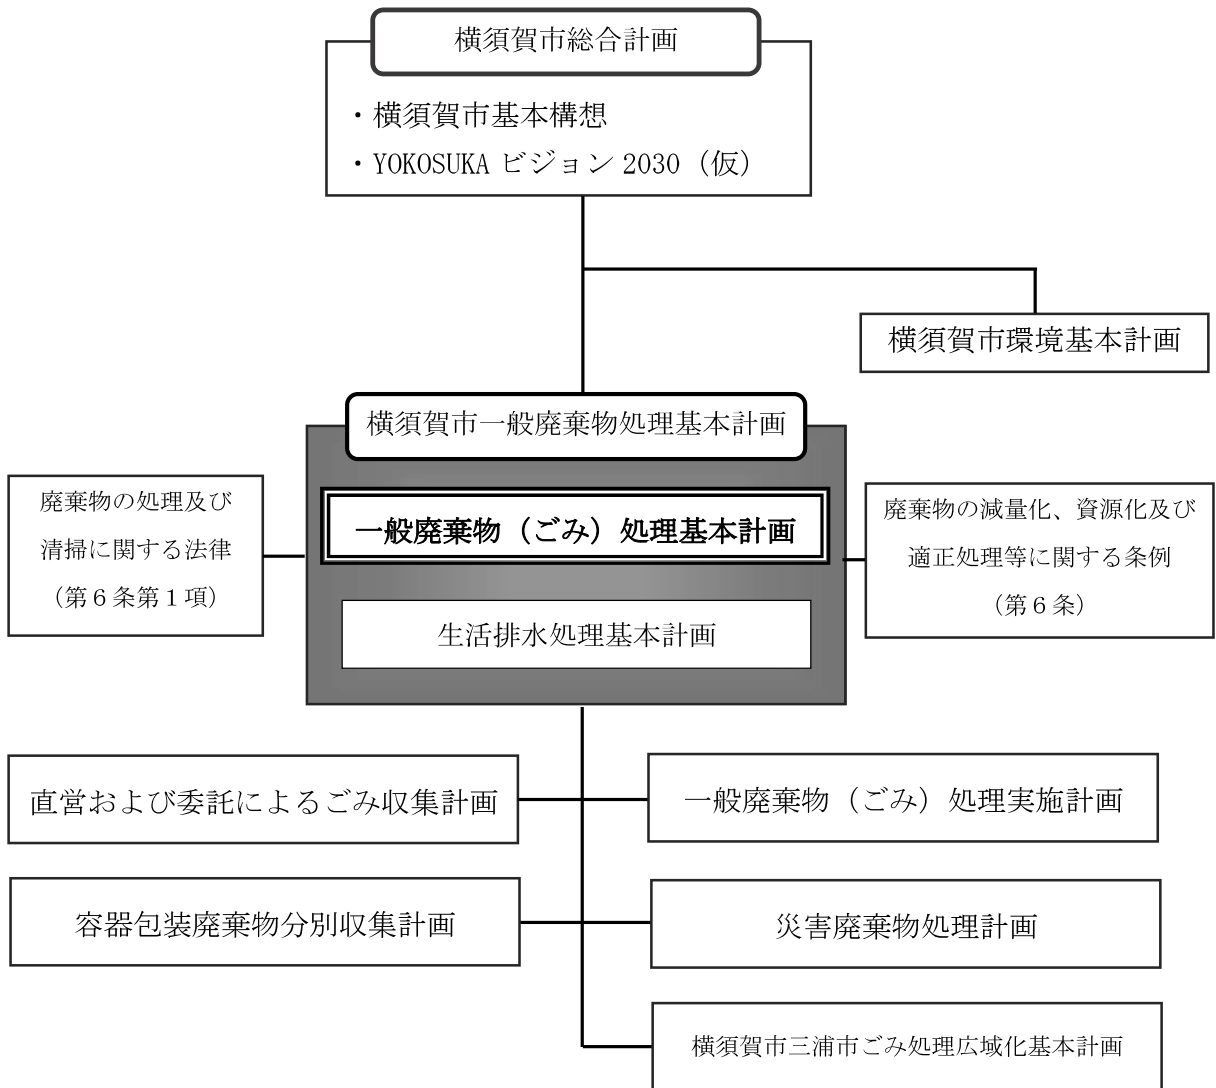 横須賀市総合計画
・横須賀市基本構想
・YOKOSUKA ビジョン 2030（仮）
横須賀市環境基本計画
横須賀市一般廃棄物処理基本計画
廃棄物の処理及び
清掃に関する法律
（第６条第１項）
一般廃棄物（ごみ）処理基本計画
生活排水処理基本計画
廃棄物の減量化、資源化及び
適正処理等に関する条例
（第６条）
直営および委託によるごみ収集計画
一般廃棄物（ごみ）処理実施計画
容器包装廃棄物分別収集計画
災害廃棄物処理計画
横須賀市三浦市ごみ処理広域化基本計画